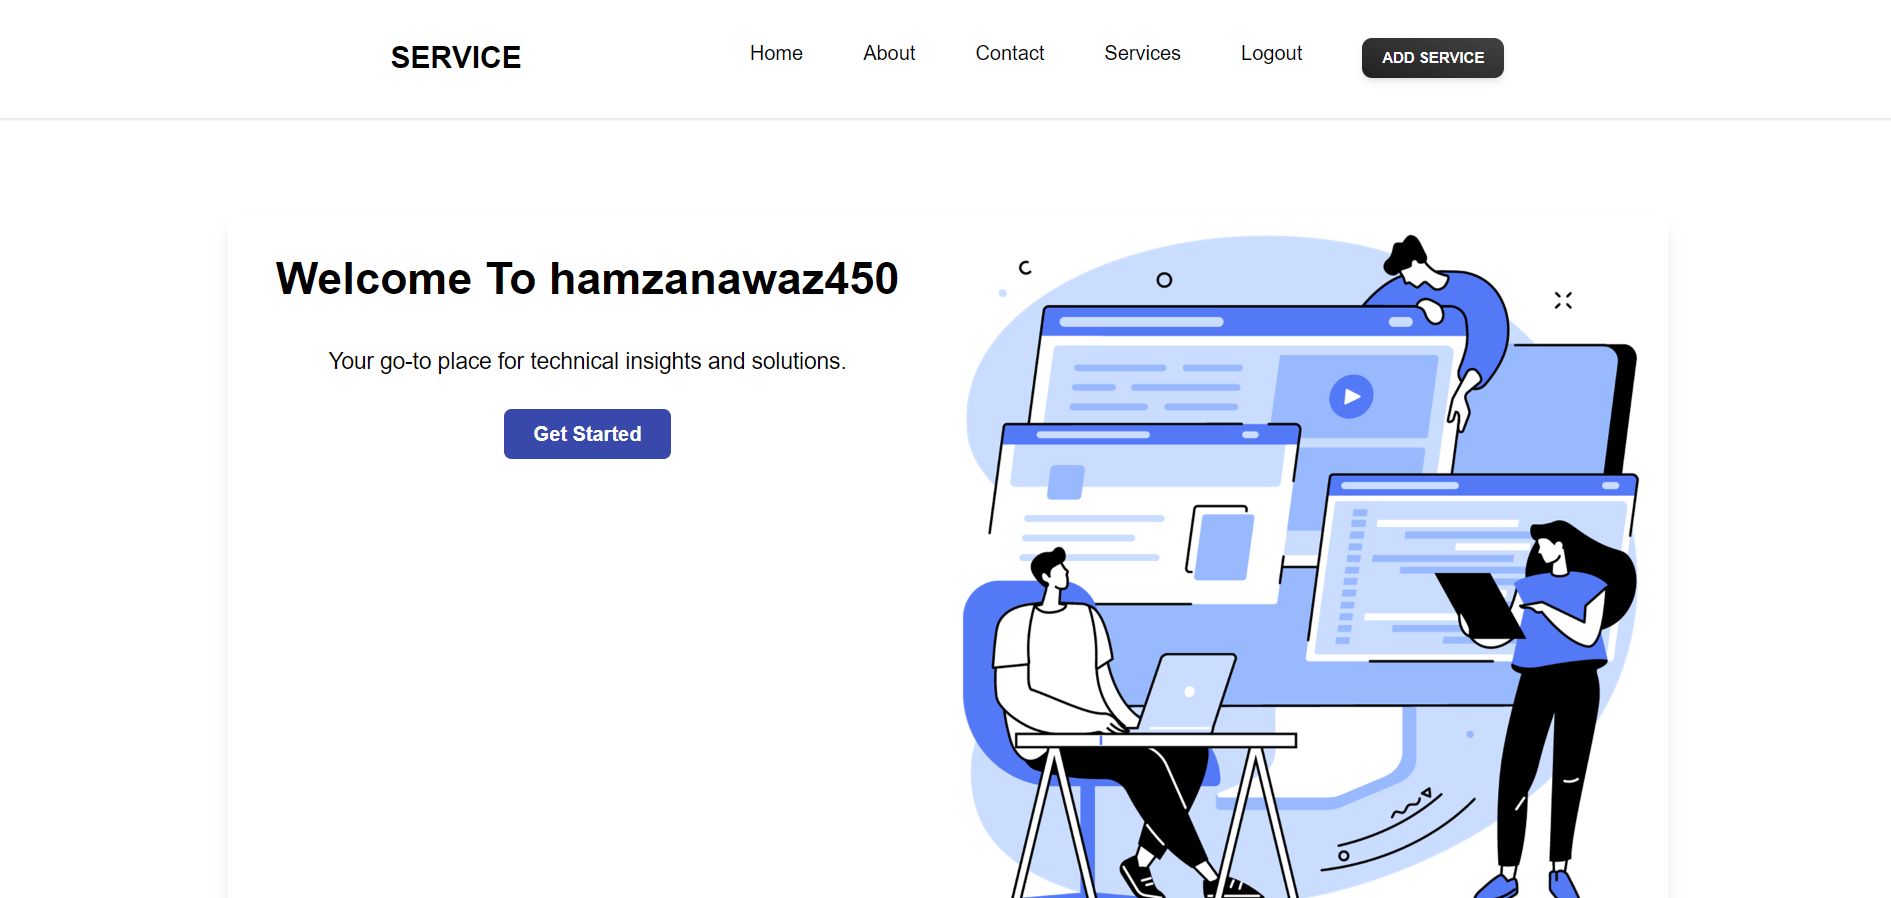 SERVICE
Home About Contact Services Logout ADD SERVICE
Welcome To hamzanawaz450
Your go-to place for technical insights and solutions.
Get Started